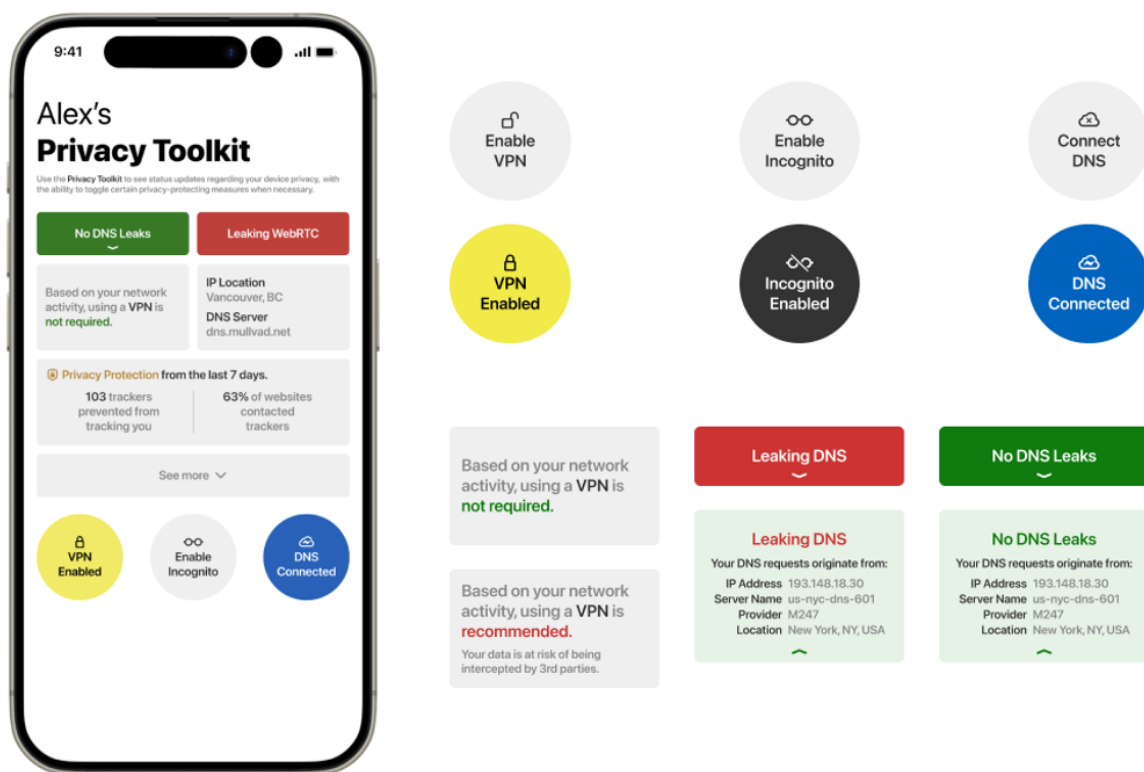 9:41
Alex's
Privacy Toolkit
Use the Privacy Toolkit to see status updates regarding your device privacy, with
the ability to toggle certain privacy-protecting measures when necessary.
No DNS Leaks
Leaking WebRTC
Based on your network
activity, using a VPN is
not required.
IP Location
Vancouver, BC
DNS Server
dns.mullvad.net
Privacy Protection from the last 7 days.
103 trackers
prevented from
tracking you
63% of websites
contacted
trackers
See more
VPN
Enabled
Enable
Incognito
DNS
Connected
Enable
VPN
Enable
Incognito
Connect
DNS
VPN
Enabled
Incognito
Enabled
DNS
Connected
Based on your network
activity, using a VPN is
not required.
Based on your network
activity, using a VPN is
recommended.
Your data is at risk of being
intercepted by 3rd parties.
Leaking DNS
Leaking DNS
Your DNS requests originate from:
IP Address 193.148.18.30
Server Name us-nyc-dns-601
Provider M247
Location New York, NY, USA
No DNS Leaks
No DNS Leaks
Your DNS requests originate from:
IP Address 193.148.18.30
Server Name us-nyc-dns-601
Provider M247
Location New York, NY, USA